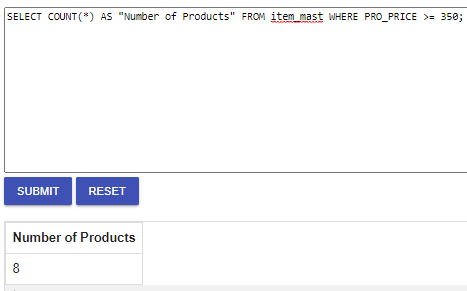 SELECT COUNT(*) AS "Number of Products" FROM item_mast WHERE PRO_PRICE >= 350;
SUBMIT RESET
Number of Products
8